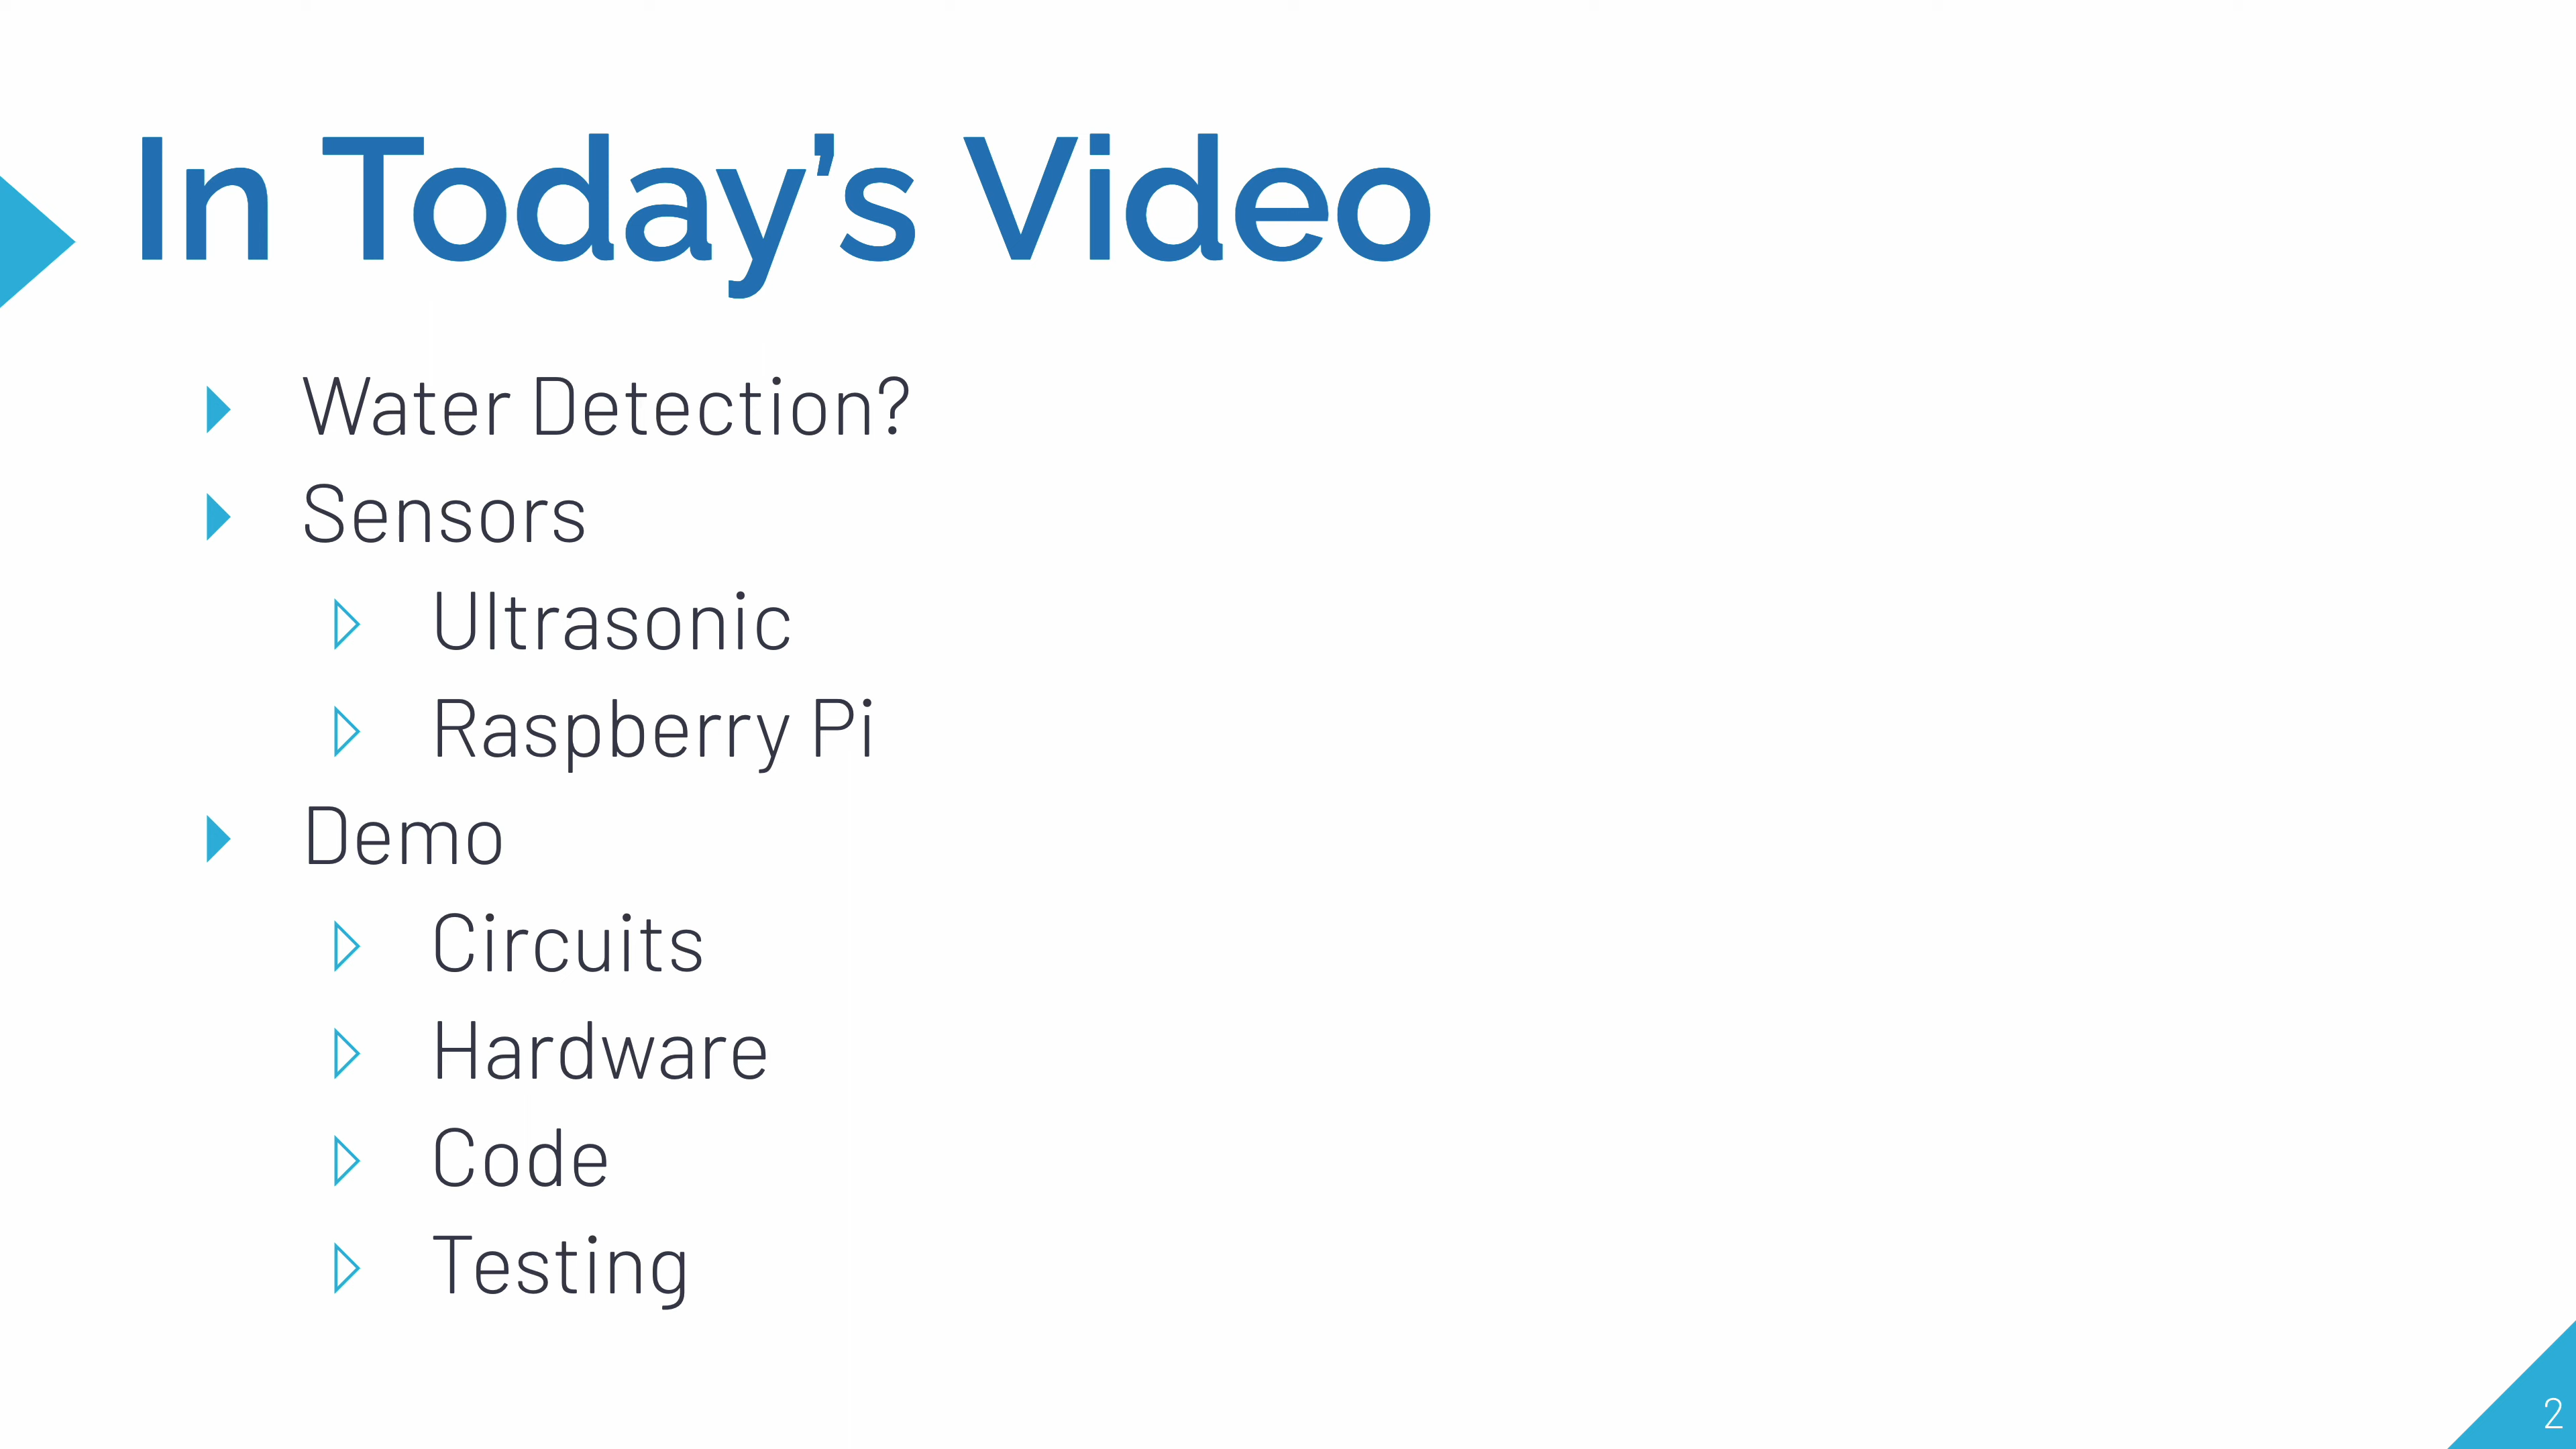 In Today’s Video
Water Detection?
Sensors
Ultrasonic
Raspberry Pi
Demo
Circuits
Hardware
Code
Testing
2